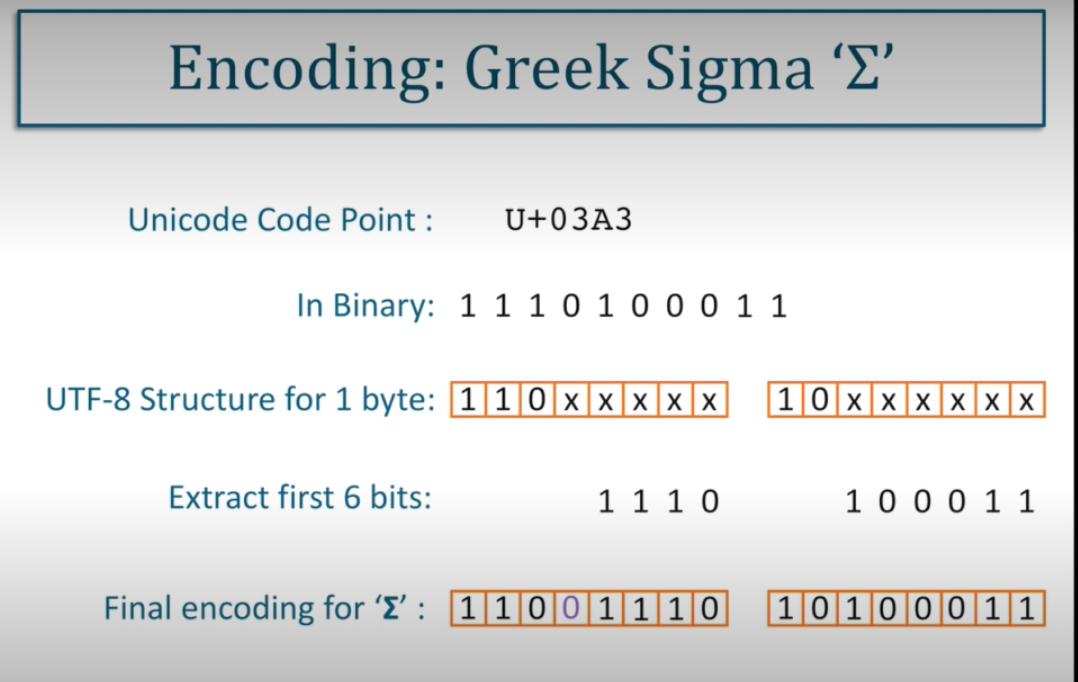 Encoding: Greek Sigma ‘Σ’
Unicode Code Point : U+03A3
In Binary: 1 1 1 0 1 0 0 0 1 1
UTF-8 Structure for 1 byte: 1 1 0 x x x x x 1 0 x x x x x x
Extract first 6 bits: 1 1 1 0 1 0 0 0 1 1
Final encoding for ‘Σ’ : 1 1 0 0 1 1 1 0 1 0 1 0 0 0 1 1